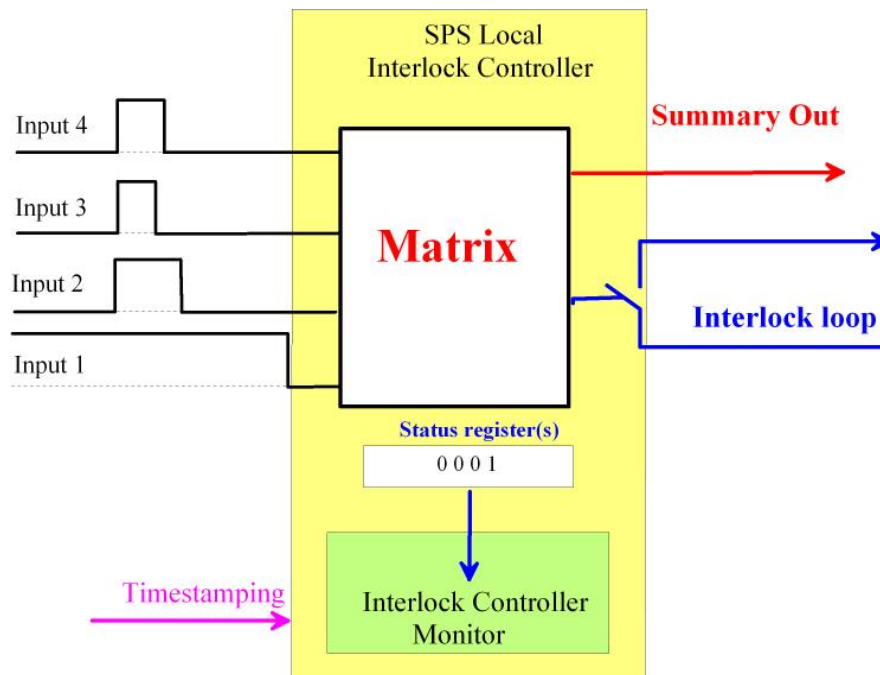 SPS Local
Interlock Controller
Input 4
Summary Out
Input 3
Matrix
Input 2
Interlock loop
Input 1
Status register(s)
0 0 0 1
Timestamping
Interlock Controller
Monitor